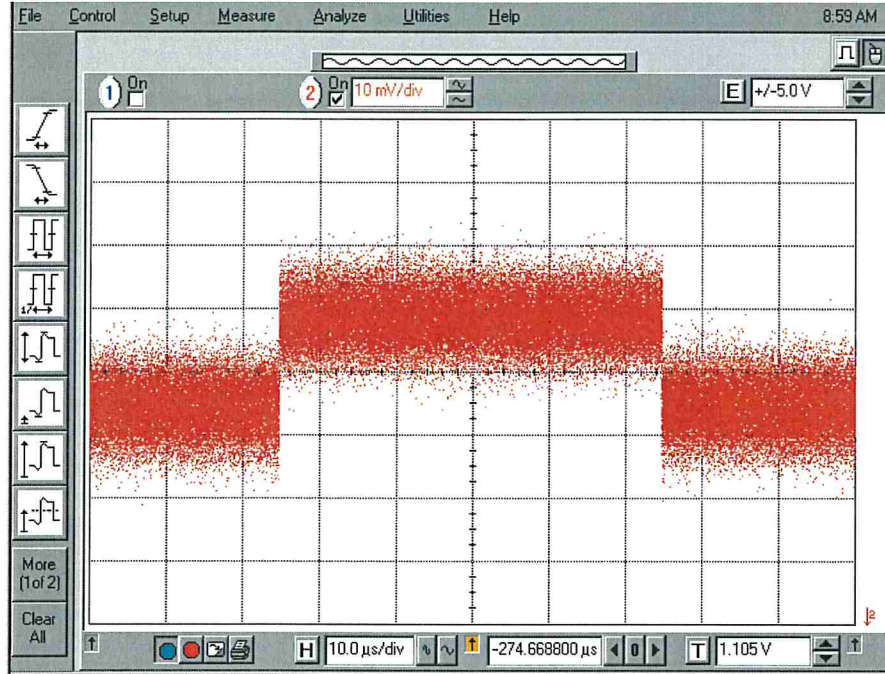 File Control Setup Measure Analyze Utilities Help 8:59 AM
1 On 2 On 10 mV/div E +/-5.0 V
1/
More
(1of 2)
Clear
All
2
H 10.0 µs/div -274.668800 µs 0 T 1.105 V